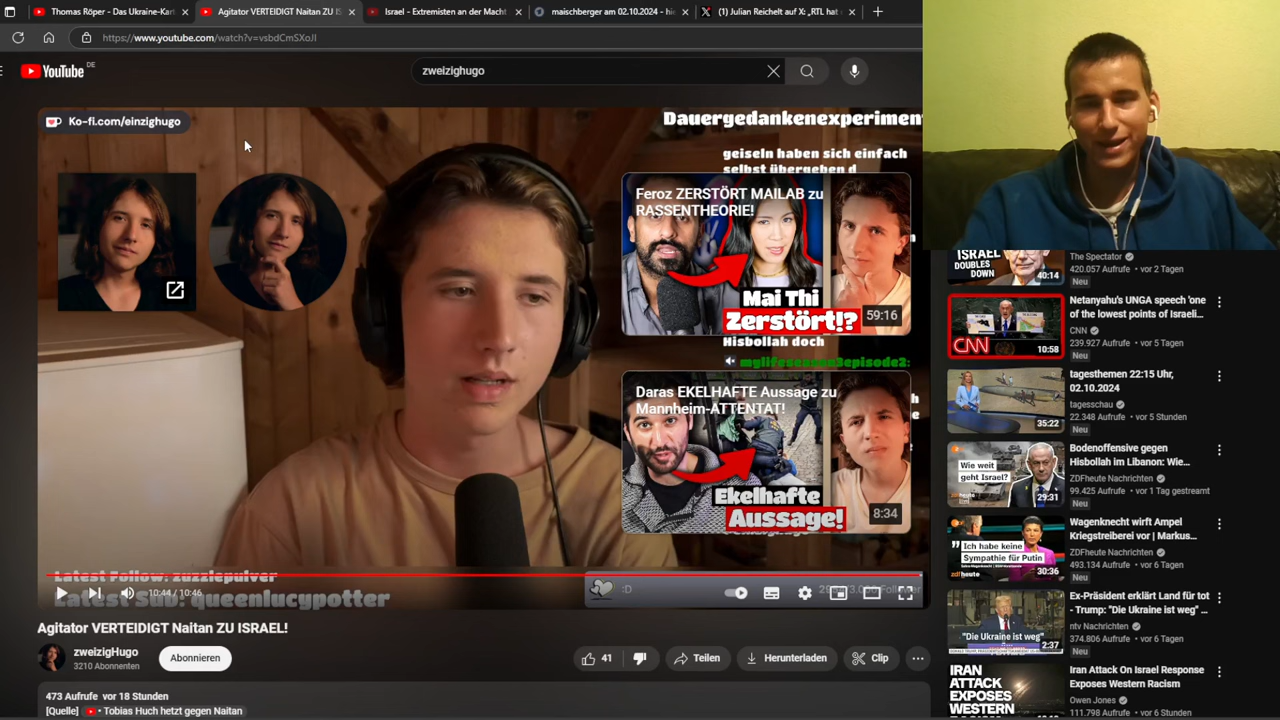 Thomas Röper - Das Ukraine-Kar
Agitator VERTEIDIGT Naitan ZU IS
Israel - Extremisten an der Macht
maischberger am 02.10.2024 - hie
(1) Julian Reichelt auf X: „RTL hat
https://www.youtube.com/watch?v=vsbdCmSXoJI
YouTube DE
zweizighugo
Ko-fi.com/einzighugo
Dauergedankenexperiment
geiseln haben sich einfach
selbst übergeben d
Feroz ZERSTÖRT MAILAB zu
RASSENTHEORIE!
Mai Thi
Zerstört!?
59:16
Hisbollah doch
mylifeseason3episode2:
Daras EKELHAFTE Aussage zu
Mannheim-ATTENTAT!
Ekelhafte
Aussage!
8:34
Latest Follow: zuzziepulver
10:44 / 10:46
:D
Latest Sub: queenlucypotter
Agitator VERTEIDIGT Naitan ZU ISRAEL!
zweizigHugo
3210 Abonnenten
Abonnieren
41
Teilen
Herunterladen
Clip
473 Aufrufe vor 18 Stunden
[Quelle] • Tobias Huch hetzt gegen Naitan
ISRAEL
DOUBLES
DOWN
40:14
The Spectator
420.057 Aufrufe • vor 2 Tagen
Neu
CNN
10:58
Netanyahu's UNGA speech 'one
of the lowest points of Israeli...
CNN
239.927 Aufrufe • vor 5 Tagen
Neu
35:22
tagesthemen 22:15 Uhr,
02.10.2024
tagesschau
22.348 Aufrufe • vor 5 Stunden
Neu
Wie weit
geht Israel?
29:31
Bodenoffensive gegen
Hisbollah im Libanon: Wie...
ZDFheute Nachrichten
99.425 Aufrufe • vor 1 Tag gestreamt
Neu
Ich habe keine
Sympathie für Putin
zdfheute
30:36
Wagenknecht wirft Ampel
Kriegstreiberei vor | Markus...
ZDFheute Nachrichten
493.134 Aufrufe • vor 6 Tagen
Neu
"Die Ukraine ist weg"
2:37
Ex-Präsident erklärt Land für tot
- Trump: "Die Ukraine ist weg" ...
ntv Nachrichten
374.806 Aufrufe • vor 6 Tagen
Neu
IRAN
ATTACK
EXPOSES
WESTERN
RACISM
Iran Attack On Israel Response
Exposes Western Racism
Owen Jones
111.798 Aufrufe • vor 6 Stunden